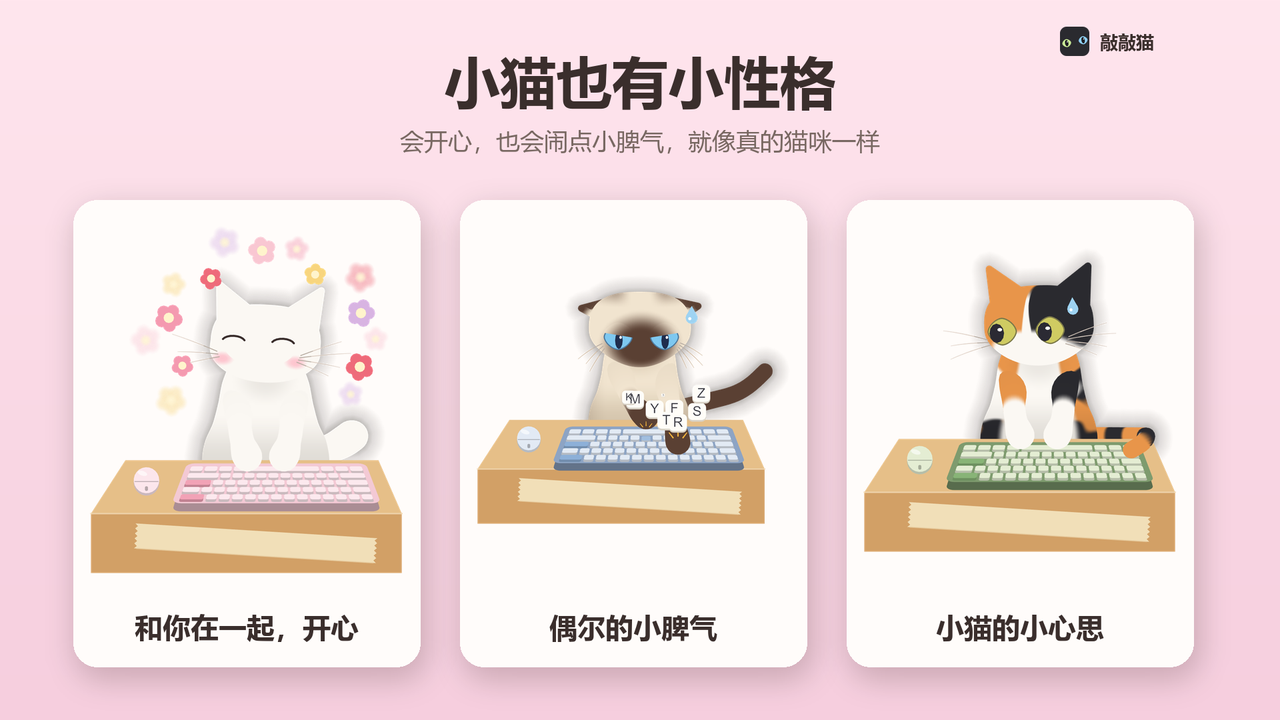 敲敲猫
小猫也有小性格
会开心，也会闹点小脾气，就像真的猫咪一样
K M Y F Z
T R S
和你在一起，开心
偶尔的小脾气
小猫的小心思